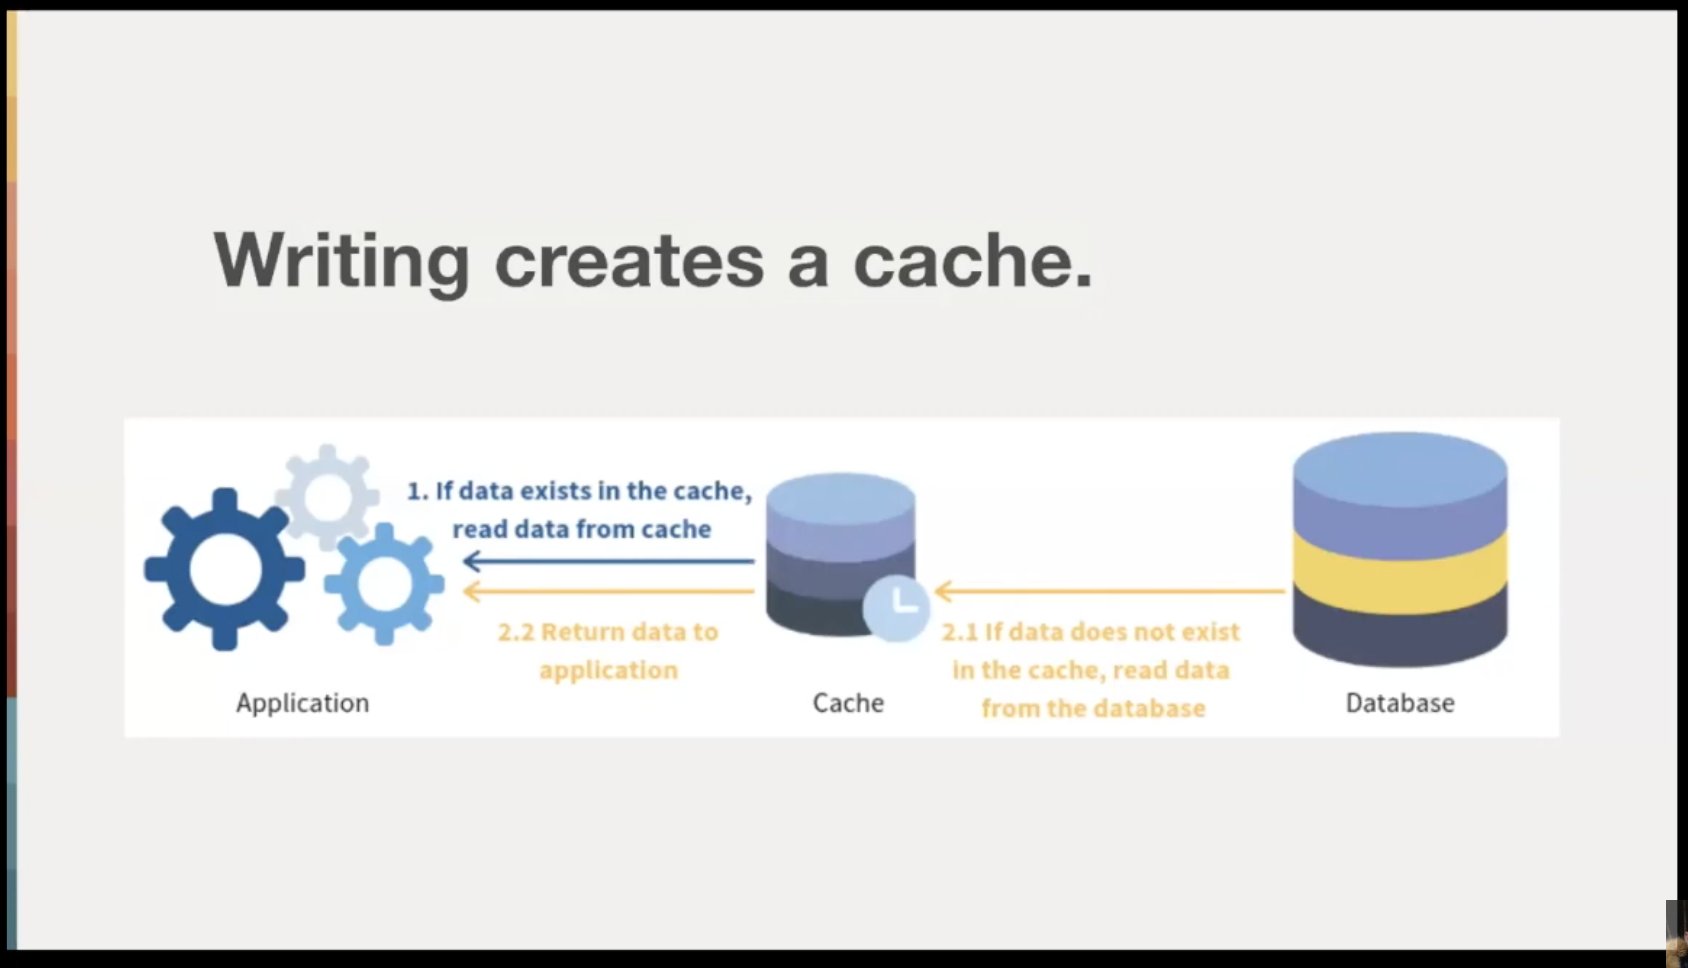 Writing creates a cache.
1. If data exists in the cache,
read data from cache
2.2 Return data to
application
2.1 If data does not exist
in the cache, read data
from the database
Application
Cache
Database